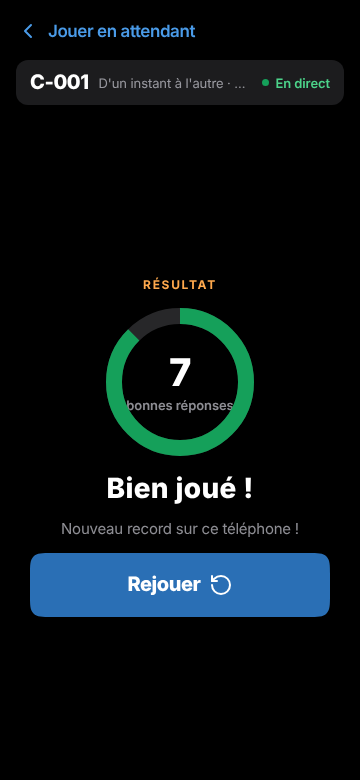 Jouer en attendant
C-001 D'un instant à l'autre · ... En direct
RÉSULTAT
7
bonnes réponses
Bien joué !
Nouveau record sur ce téléphone !
Rejouer